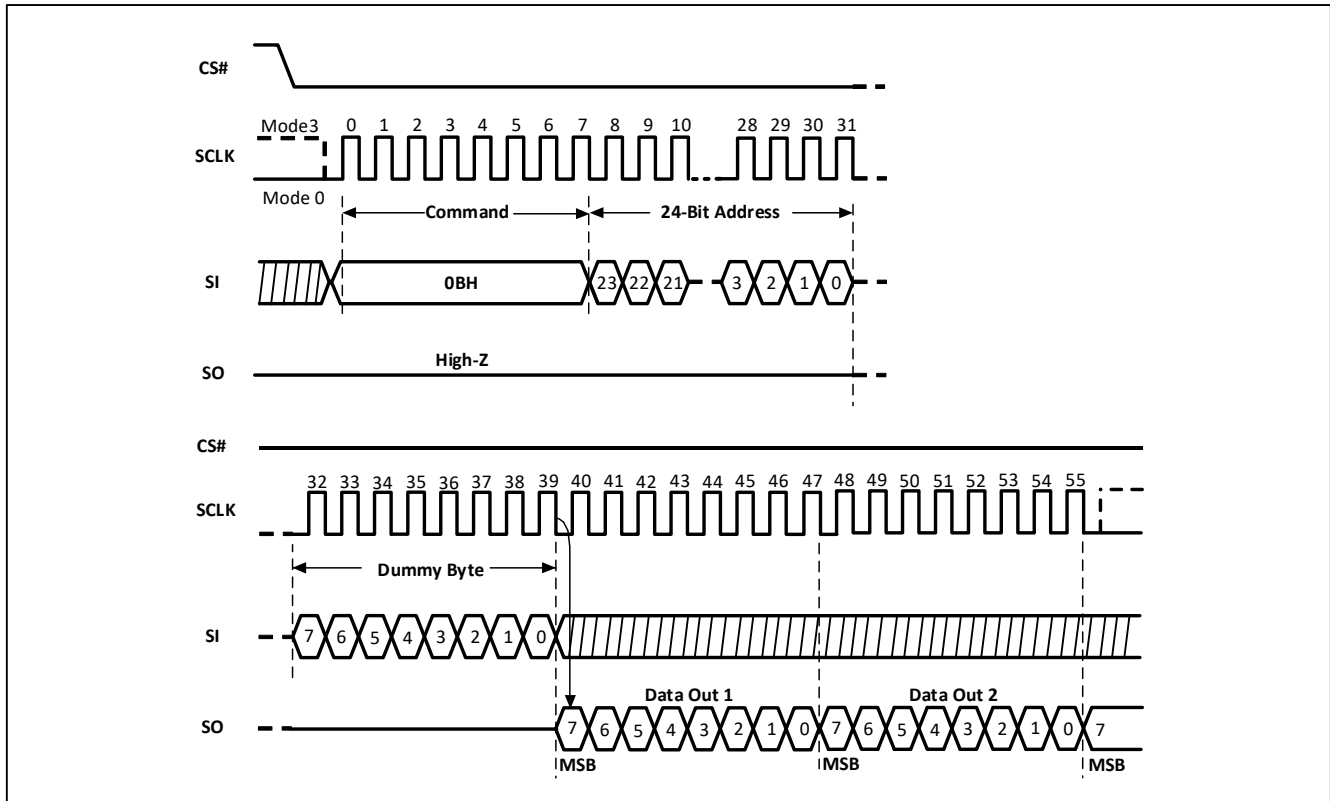 CS#
Mode3 0 1 2 3 4 5 6 7 8 9 10 28 29 30 31
SCLK
Mode 0
Command 24-Bit Address
SI 0BH 23 22 21 3 2 1 0
High-Z
SO
CS#
32 33 34 35 36 37 38 39 40 41 42 43 44 45 46 47 48 49 50 51 52 53 54 55
SCLK
Dummy Byte
SI 7 6 5 4 3 2 1 0
Data Out 1 Data Out 2
SO 7 6 5 4 3 2 1 0 7 6 5 4 3 2 1 0 7
MSB MSB MSB